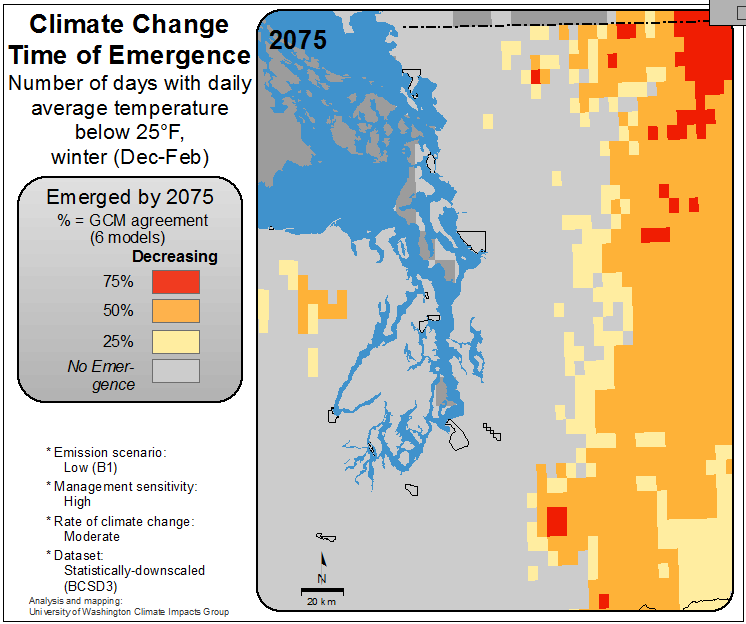 Climate Change
Time of Emergence
Number of days with daily
average temperature
below 25°F,
winter (Dec-Feb)
Emerged by 2075
% = GCM agreement
(6 models)
Decreasing
75%
50%
25%
No Emer-
gence
* Emission scenario:
Low (B1)
* Management sensitivity:
High
* Rate of climate change:
Moderate
* Dataset:
Statistically-downscaled
(BCSD3)
Analysis and mapping:
University of Washington Climate Impacts Group
2075
N
20 km